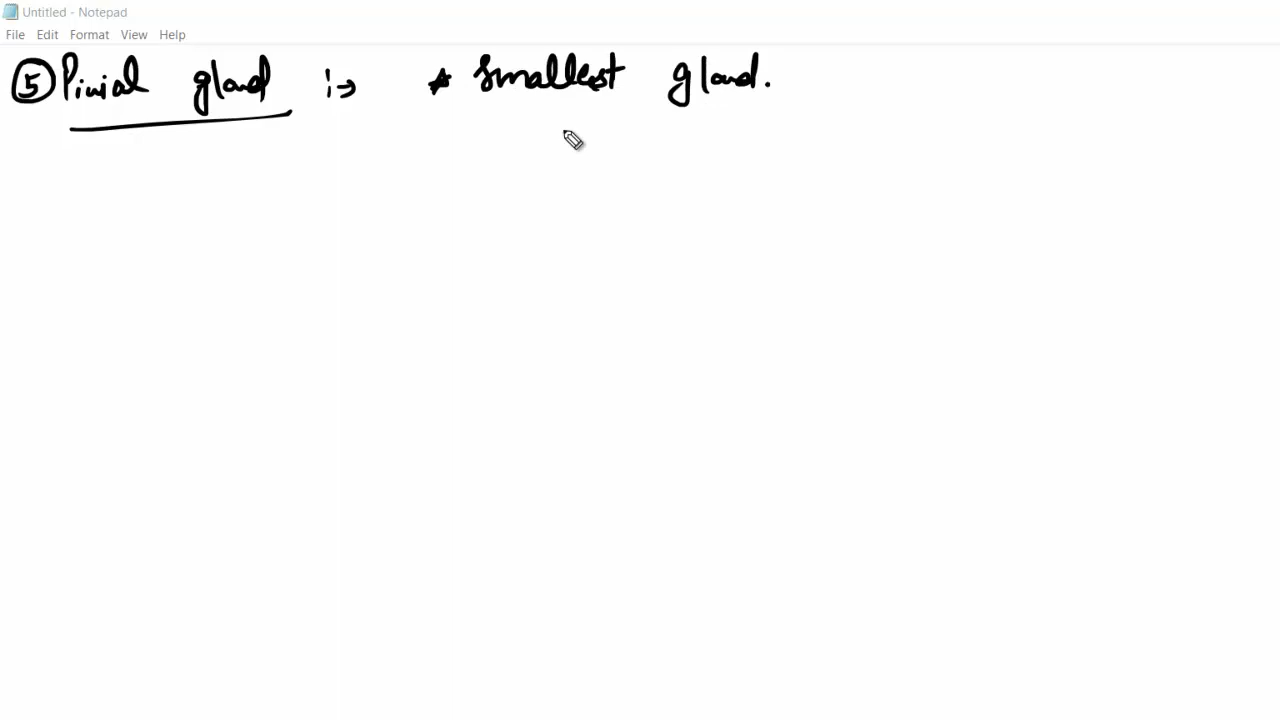 Untitled - Notepad
File Edit Format View Help
⑤ Pinial gland :→ * Smallest gland.